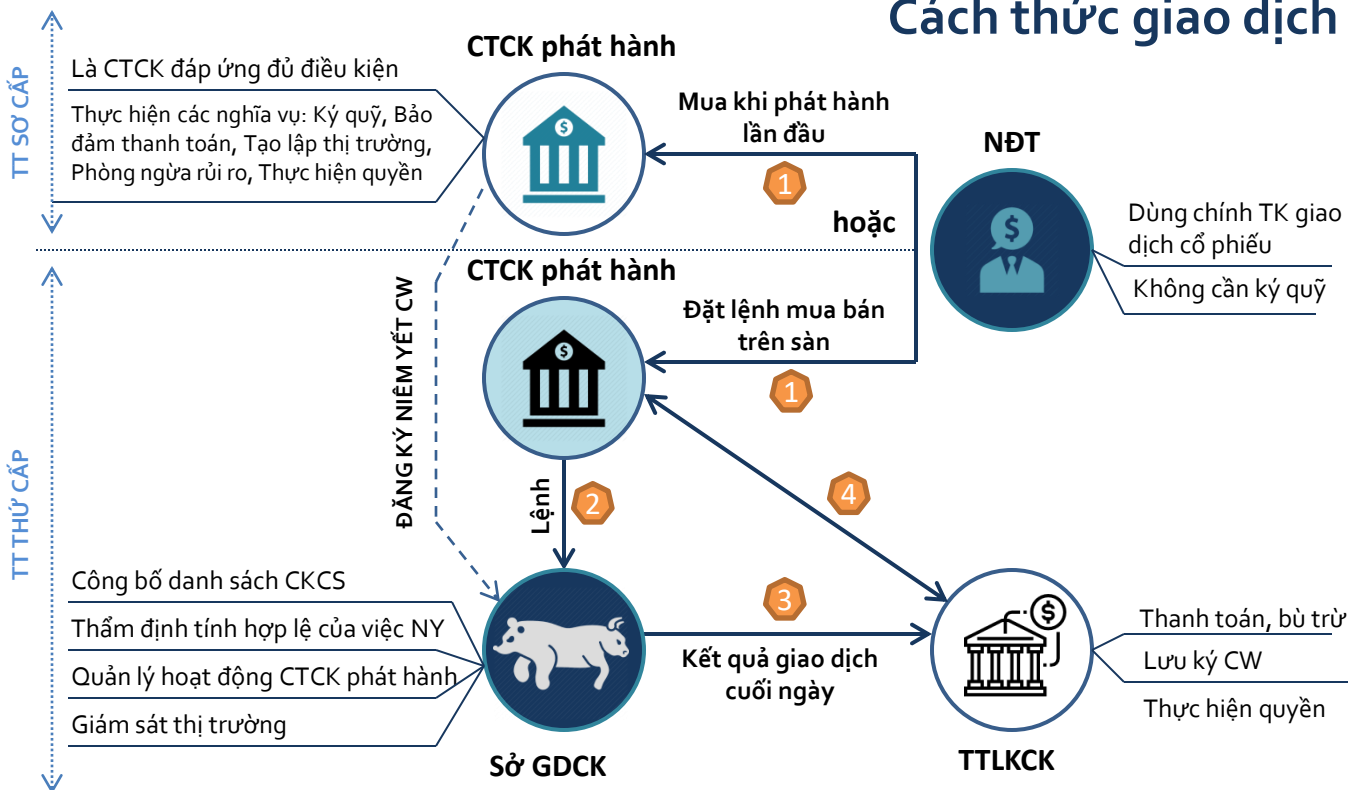 Cách thức giao dịch
TT SƠ CẤP
CTCK phát hành
Là CTCK đáp ứng đủ điều kiện
Thực hiện các nghĩa vụ: Ký quỹ, Bảo
đảm thanh toán, Tạo lập thị trường,
Phòng ngừa rủi ro, Thực hiện quyền
$
Mua khi phát hành
lần đầu
1
NĐT
$
hoặc
Dùng chính TK giao
dịch cổ phiếu
Không cần ký quỹ
TT THỨ CẤP
CTCK phát hành
$
Đặt lệnh mua bán
trên sàn
1
ĐĂNG KÝ NIÊM YẾT CW
Lệnh
2
4
Công bố danh sách CKCS
Thẩm định tính hợp lệ của việc NY
Quản lý hoạt động CTCK phát hành
Giám sát thị trường
Sở GDCK
3
Kết quả giao dịch
cuối ngày
$
Thanh toán, bù trừ
Lưu ký CW
Thực hiện quyền
TTLKCK